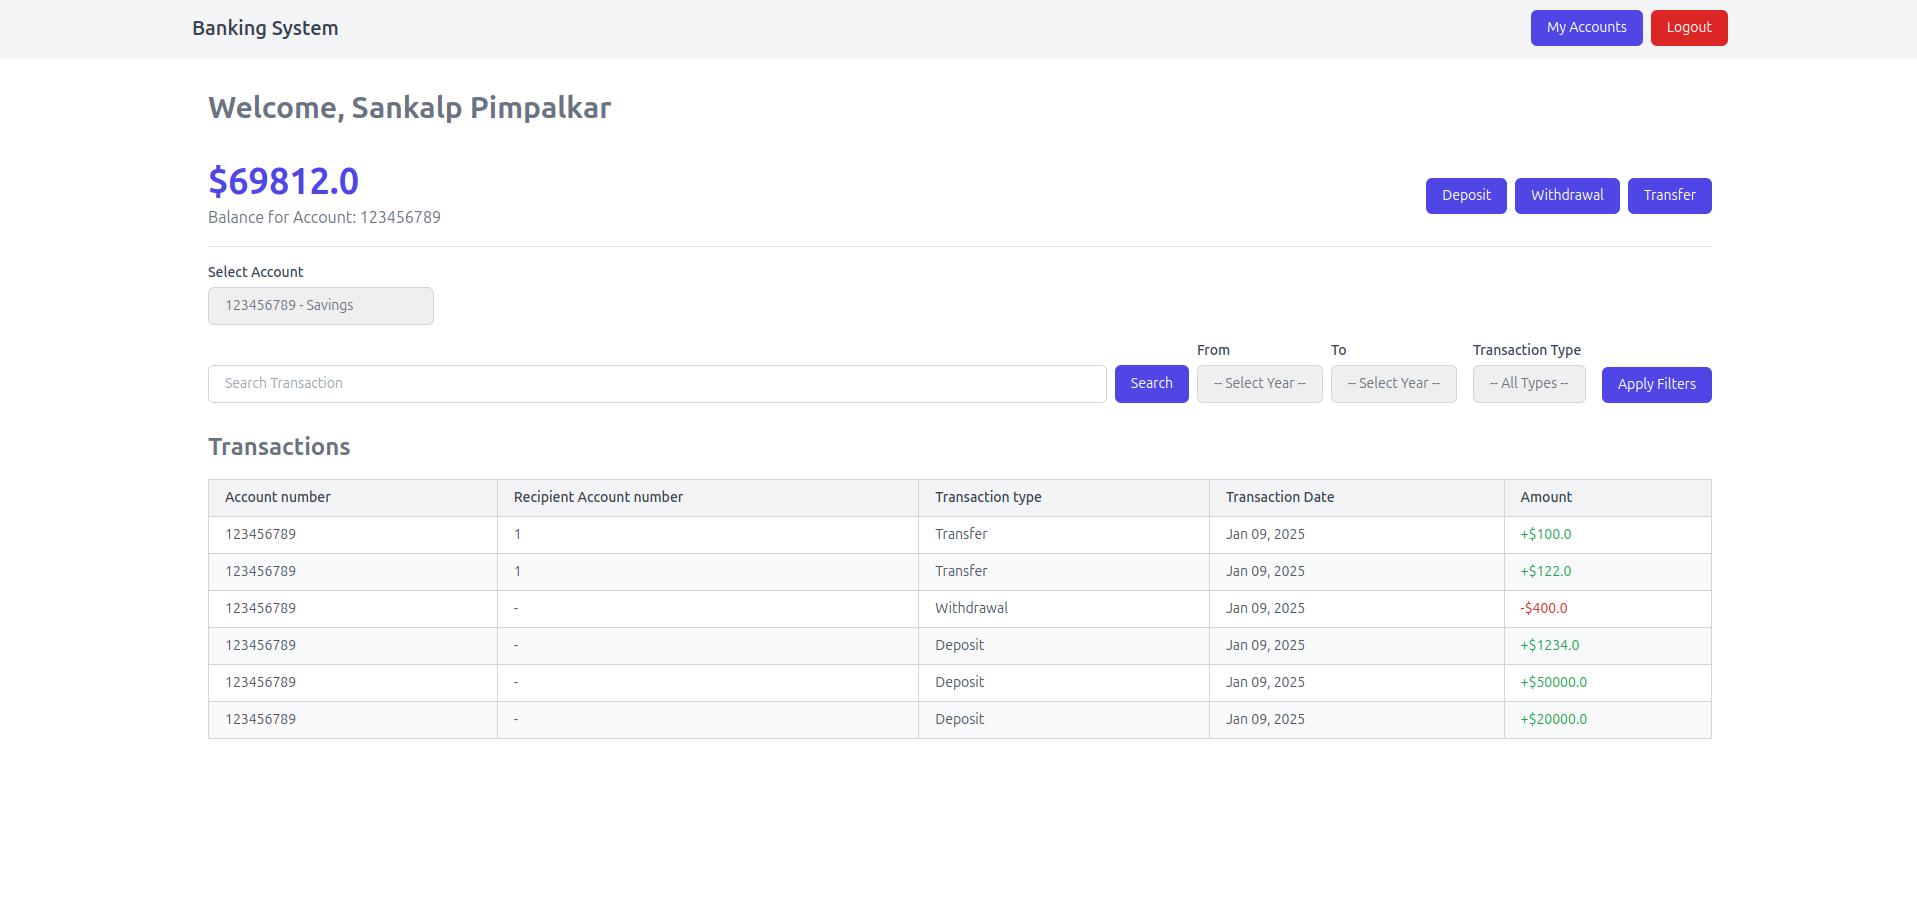 Banking System My Accounts Logout
Welcome, Sankalp Pimpalkar
$69812.0
Balance for Account: 123456789
Deposit Withdrawal Transfer
Select Account
123456789 - Savings
From To Transaction Type
Search Transaction Search -- Select Year -- -- Select Year -- -- All Types -- Apply Filters
Transactions
Account number Recipient Account number Transaction type Transaction Date Amount
123456789 1 Transfer Jan 09, 2025 +$100.0
123456789 1 Transfer Jan 09, 2025 +$122.0
123456789 - Withdrawal Jan 09, 2025 -$400.0
123456789 - Deposit Jan 09, 2025 +$1234.0
123456789 - Deposit Jan 09, 2025 +$50000.0
123456789 - Deposit Jan 09, 2025 +$20000.0